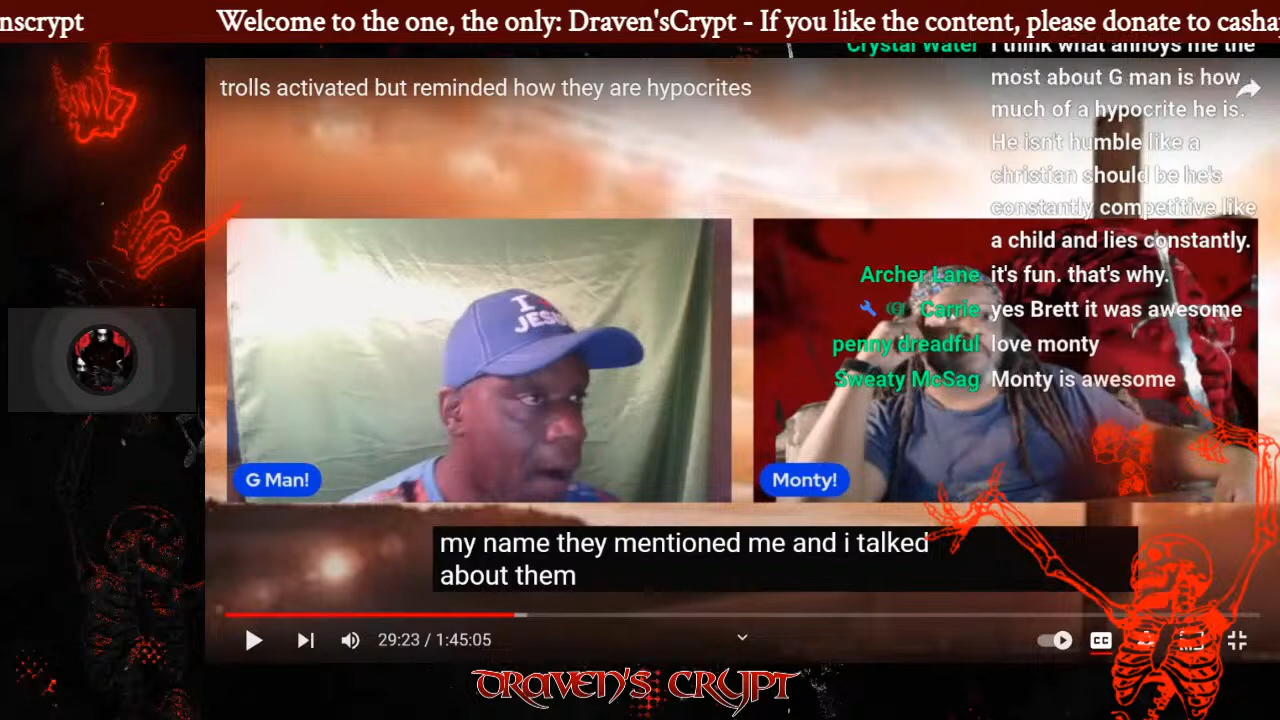 nscrypt Welcome to the one, the only: Draven'sCrypt - If you like the content, please donate to casha
trolls activated but reminded how they are hypocrites
Crystal Water I think what annoys me the
most about G man is how
much of a hypocrite he is.
He isn't humble like a
christian should be he's
constantly competitive like
a child and lies constantly.
Archer Lane it's fun. that's why.
Carrie yes Brett it was awesome
penny dreadful love monty
Sweaty McSag Monty is awesome
I
JESU
G Man!
Monty!
my name they mentioned me and i talked
about them
29:23 / 1:45:05
CC
DRAVEN'S CRYPT